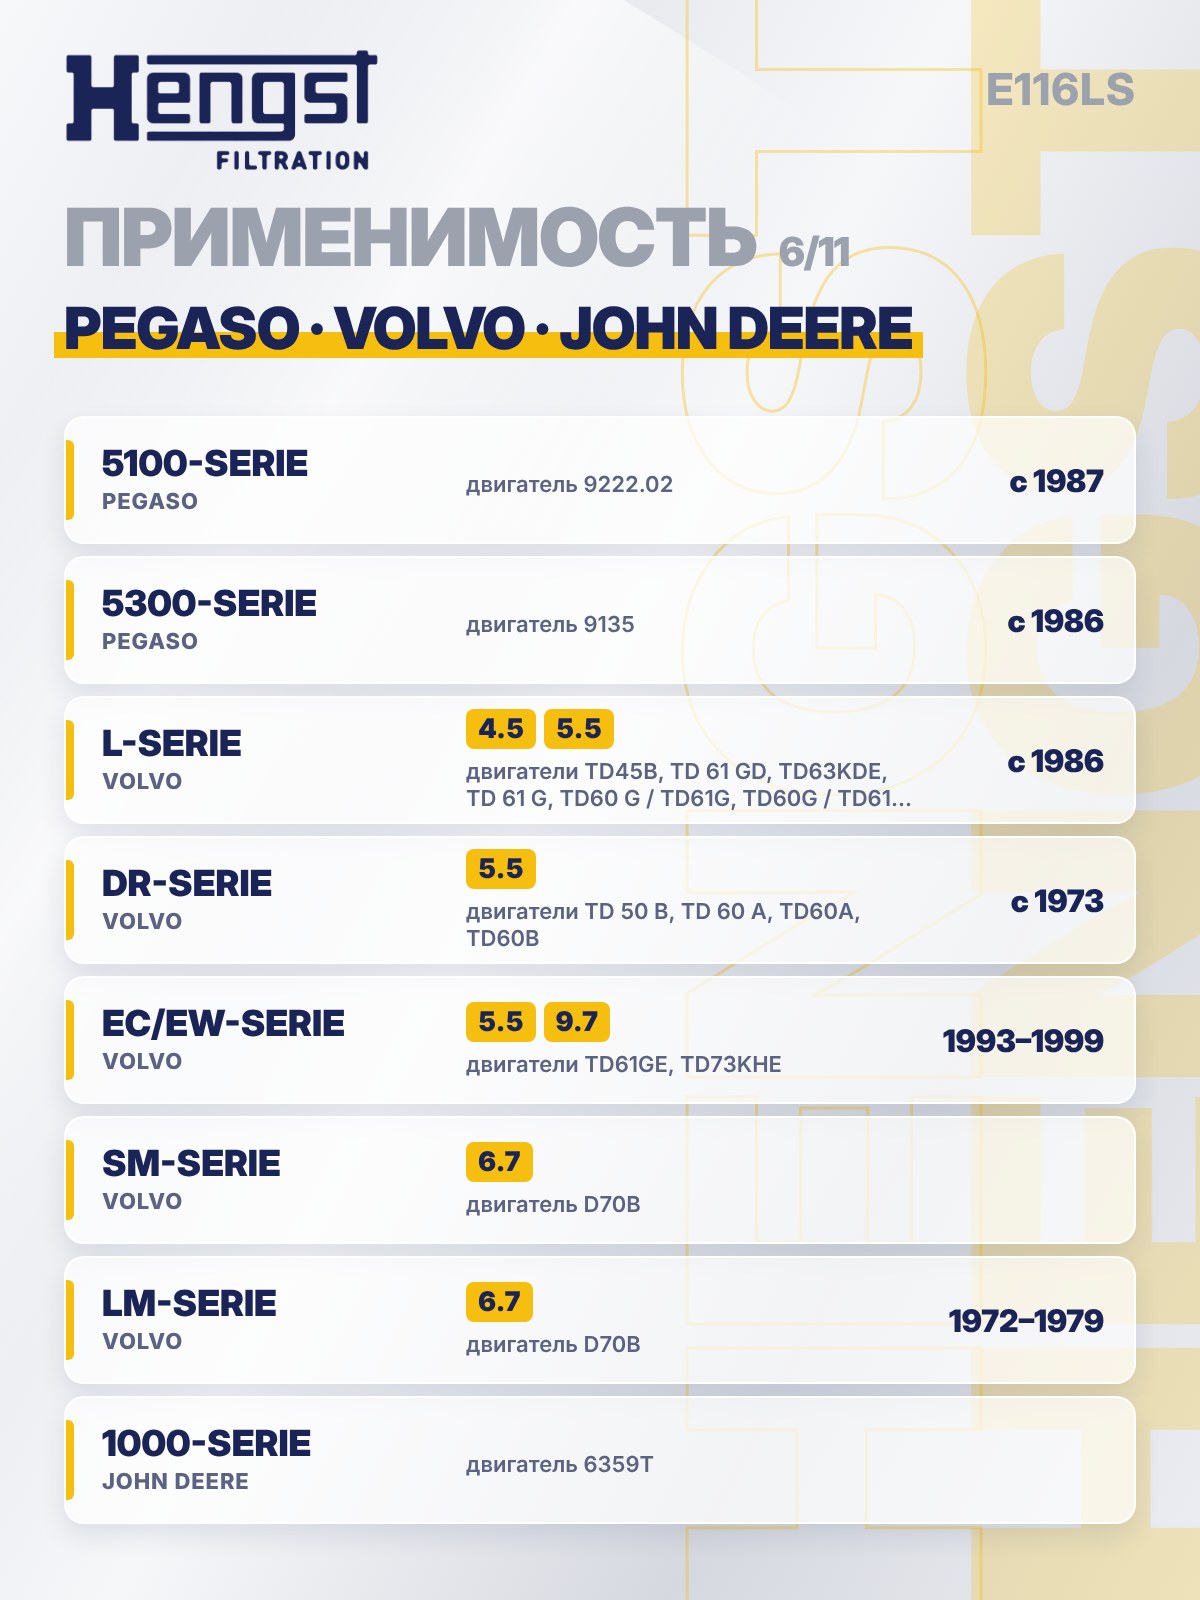 Hengst
FILTRATION
E116LS
ПРИМЕНИМОСТЬ 6/11
PEGASO · VOLVO · JOHN DEERE
5100-SERIE
PEGASO
двигатель 9222.02
с 1987
5300-SERIE
PEGASO
двигатель 9135
с 1986
L-SERIE
VOLVO
4.5 5.5
двигатели TD45B, TD 61 GD, TD63KDE,
TD 61 G, TD60 G / TD61G, TD60G / TD61...
с 1986
DR-SERIE
VOLVO
5.5
двигатели TD 50 B, TD 60 A, TD60A,
TD60B
с 1973
EC/EW-SERIE
VOLVO
5.5 9.7
двигатели TD61GE, TD73KHE
1993–1999
SM-SERIE
VOLVO
6.7
двигатель D70B
LM-SERIE
VOLVO
6.7
двигатель D70B
1972–1979
1000-SERIE
JOHN DEERE
двигатель 6359T
HENGST
HENGST